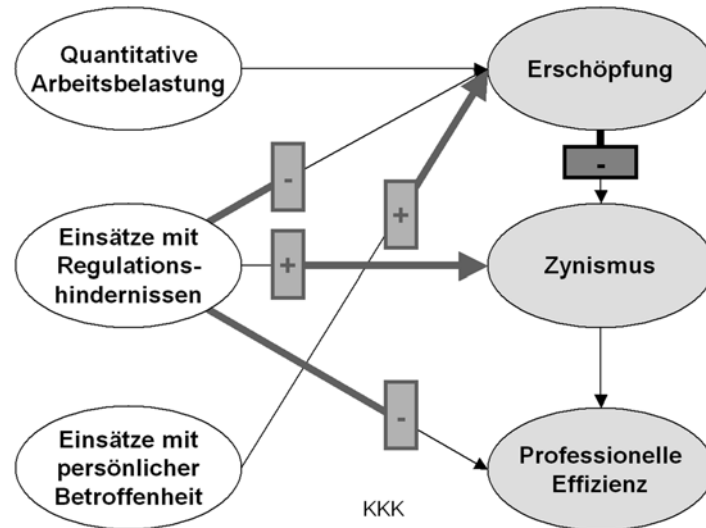 Quantitative
Arbeitsbelastung
Erschöpfung
-
-
+
Einsätze mit
Regulations-
hindernissen
+
Zynismus
-
Einsätze mit
persönlicher
Betroffenheit
Professionelle
Effizienz
KKK